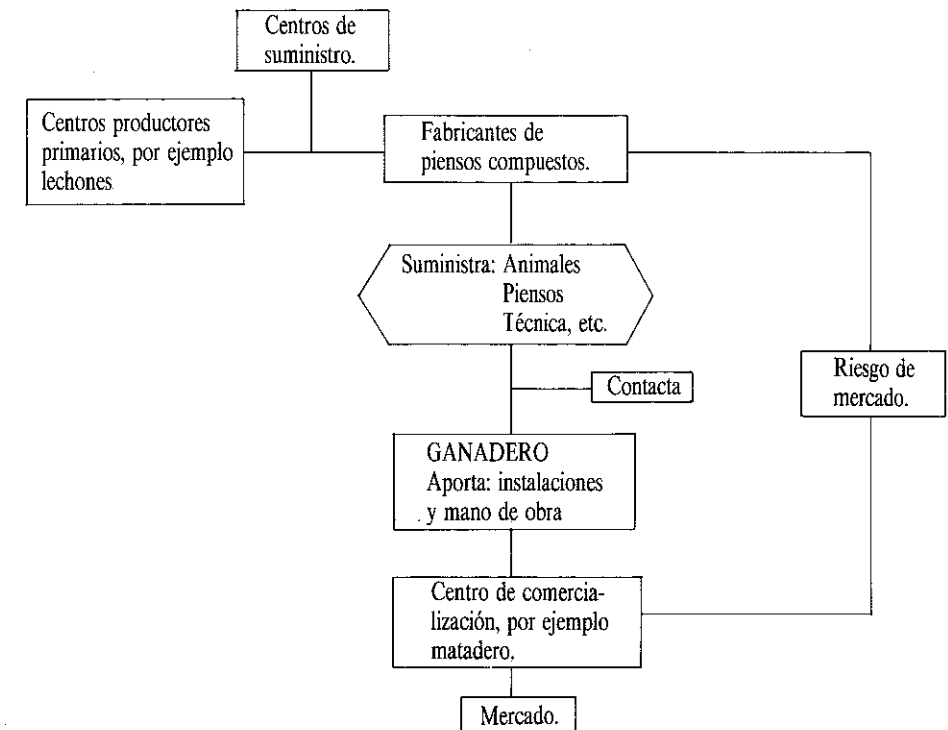 Centros de
suministro.
Centros productores
primarios, por ejemplo
lechones
Fabricantes de
piensos compuestos.
Suministra: Animales
Piensos
Técnica, etc.
Contacta
Riesgo de
mercado.
GANADERO
Aporta: instalaciones
y mano de obra
Centro de comercia-
lización, por ejemplo
matadero.
Mercado.